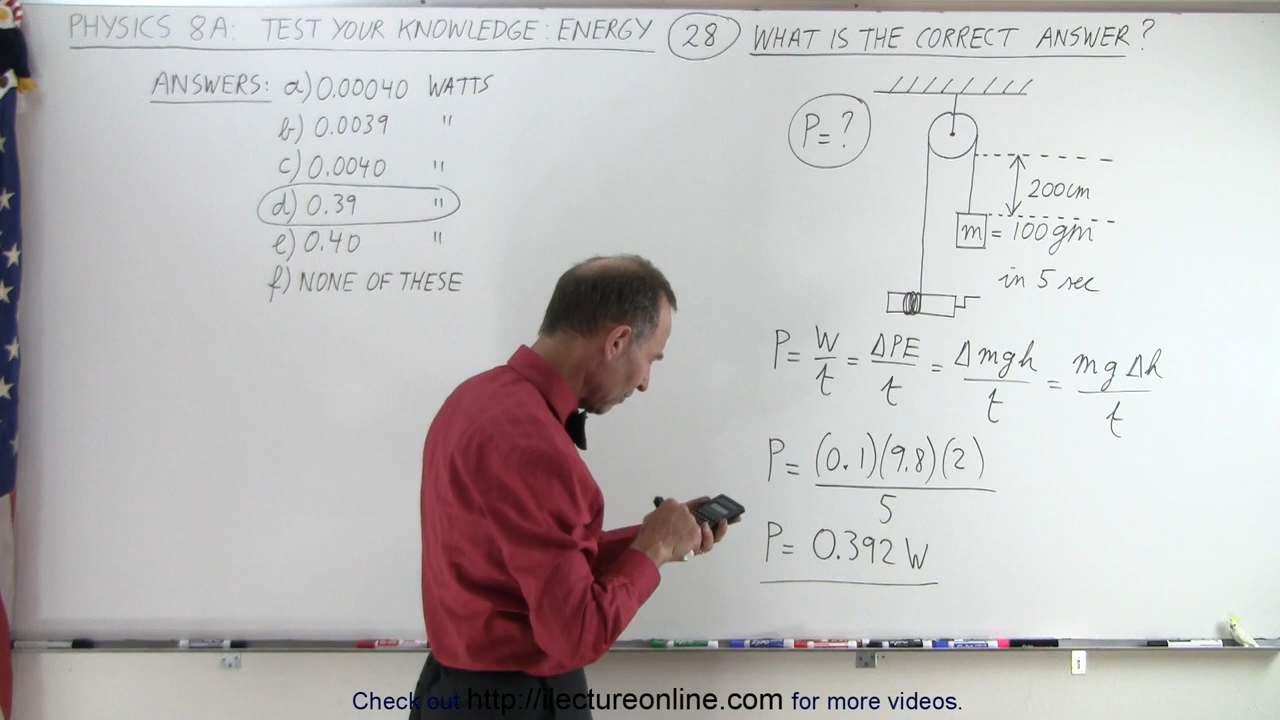 PHYSICS 8A: TEST YOUR KNOWLEDGE: ENERGY 28 WHAT IS THE CORRECT ANSWER?
ANSWERS: a) 0.00040 WATTS
b) 0.0039 "
c) 0.0040 "
d) 0.39 "
e) 0.40 "
f) NONE OF THESE
P=?
200cm
m = 100gm
in 5 sec
P= W/t = ΔPE/t = Δmgh/t = mgΔh/t
P= (0.1)(9.8)(2)/5
P= 0.392 W
Check out http://ilectureonline.com for more videos.